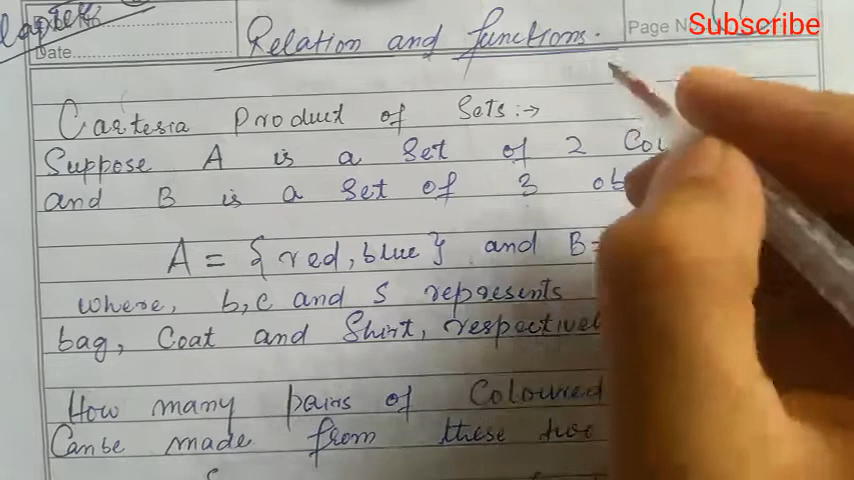 Subscribe
Page N
Date
Relation and functions.
Cartesia Product of Sets:→
Suppose A is a Set of 2 Col
and B is a Set of 3 ob
A = {red, blue} and B=
where, b, c and S represents
bag, Coat and Shirt, respectivel
How many pairs of Coloured
Canbe made from these two